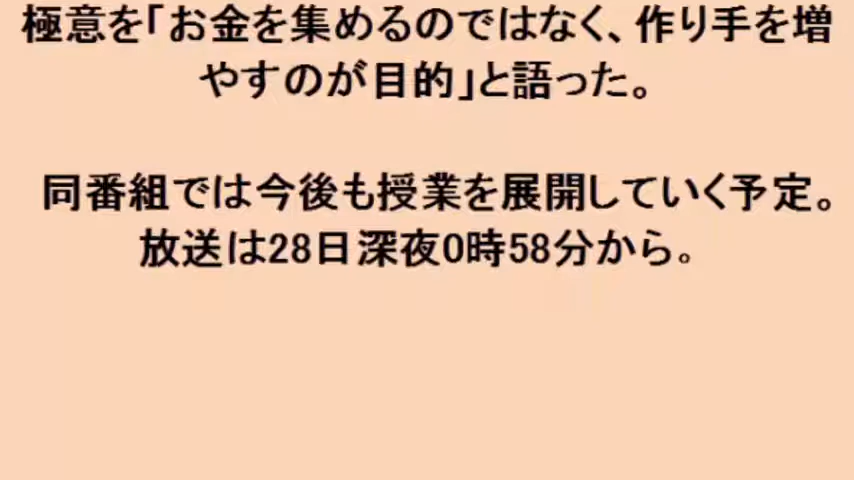 極意を「お金を集めるのではなく、作り手を増
やすのが目的」と語った。
同番組では今後も授業を展開していく予定。
放送は28日深夜0時58分から。